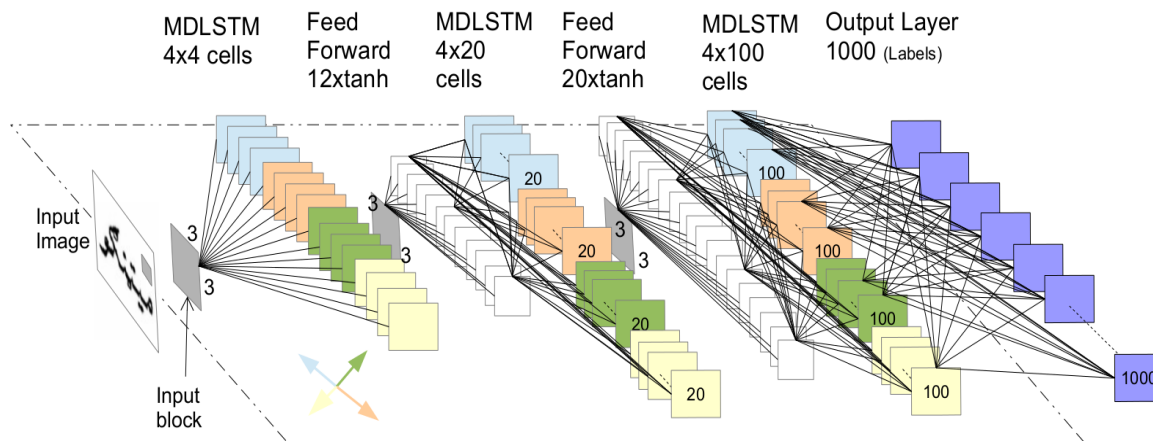 MDLSTM
4x4 cells
Feed
Forward
12xtanh
MDLSTM
4x20
cells
Feed
Forward
20xtanh
MDLSTM
4x100
cells
Output Layer
1000 (Labels)
Input
Image
3
3
Input
block
3
3
20
20
20
20
3
3
100
100
100
100
1000